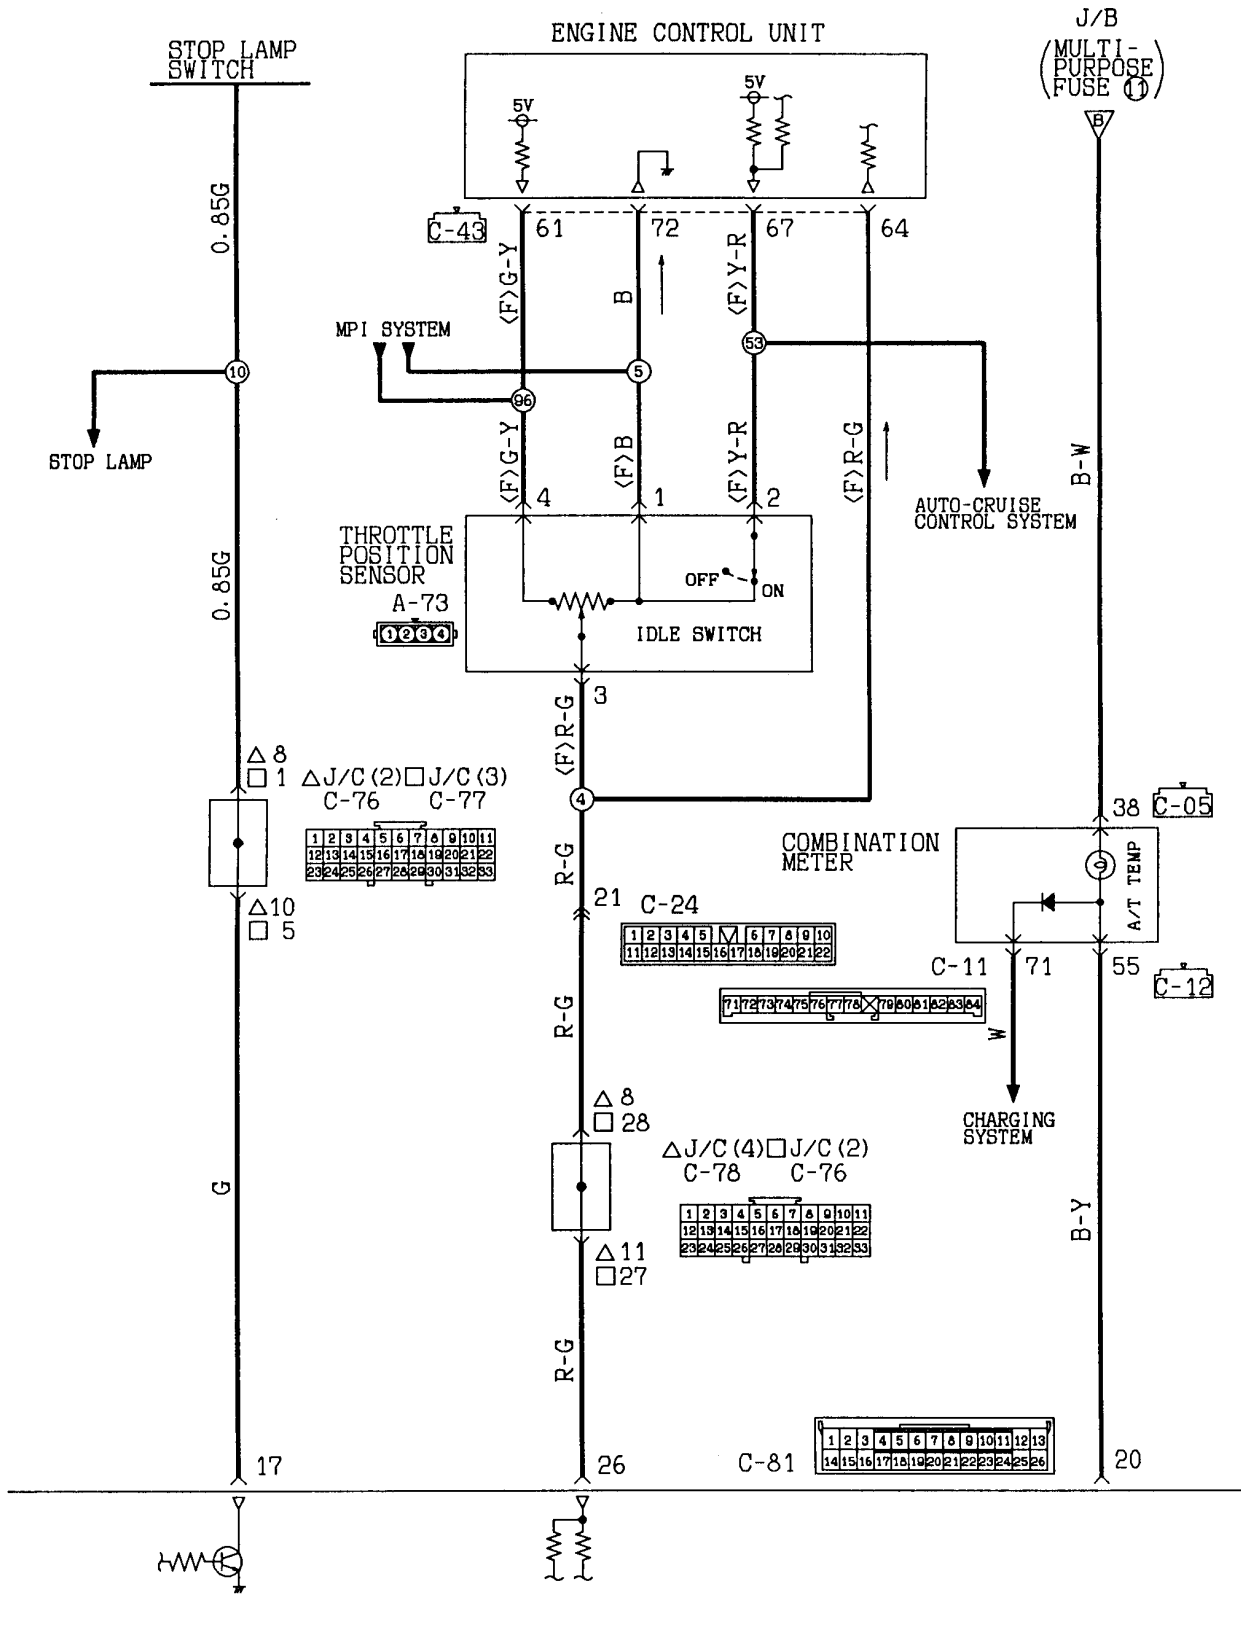 ENGINE CONTROL UNIT
J/B
(MULTI-
PURPOSE
FUSE ⑪)
STOP LAMP
SWITCH
B
5V
5V
0.85G
C-43
61
72
67
64
<F>G-Y
B
<F>Y-R
MPI SYSTEM
10
5
53
96
STOP LAMP
<F>G-Y
<F>B
<F>Y-R
<F>R-G
B-W
4
1
2
AUTO-CRUISE
CONTROL SYSTEM
THROTTLE
POSITION
SENSOR
A-73
1 2 3 4
OFF
ON
IDLE SWITCH
0.85G
3
<F>R-G
△8
□1
△J/C(2)□J/C(3)
C-76 C-77
1 2 3 4 5 6 7 8 9 10 11
12 13 14 15 16 17 18 19 20 21 22
23 24 25 26 27 28 29 30 31 32 33
4
38
C-05
COMBINATION
METER
A/T TEMP
R-G
△10
□5
21
C-24
1 2 3 4 5 6 7 8 9 10
11 12 13 14 15 16 17 18 19 20 21 22
C-11
71
55
C-12
71 72 73 74 75 76 77 78 79 80 81 82 83 84
R-G
W
CHARGING
SYSTEM
△8
□28
△J/C(4)□J/C(2)
C-78 C-76
1 2 3 4 5 6 7 8 9 10 11
12 13 14 15 16 17 18 19 20 21 22
23 24 25 26 27 28 29 30 31 32 33
G
B-Y
△11
□27
R-G
C-81
1 2 3 4 5 6 7 8 9 10 11 12 13
14 15 16 17 18 19 20 21 22 23 24 25 26
17
26
20